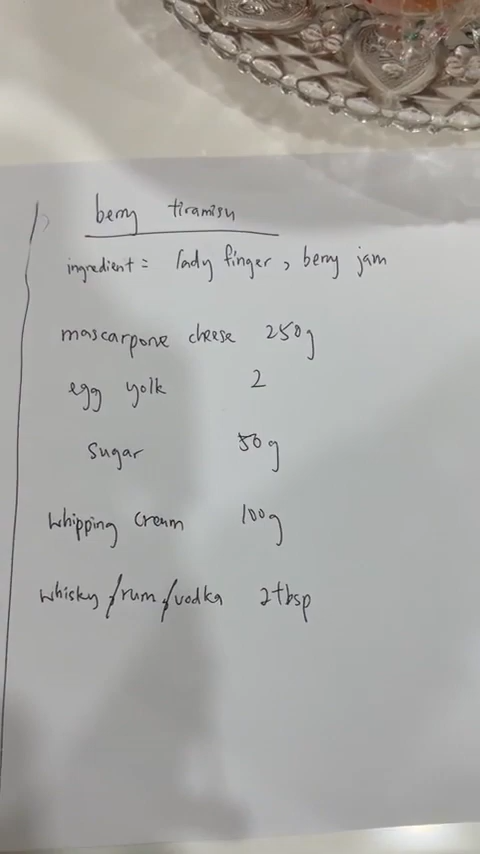 berry tiramisu
ingredient = lady finger, berry jam
mascarpone cheese 250g
egg yolk 2
sugar 50g
whipping cream 100g
whisky/rum/vodka 2tbsp